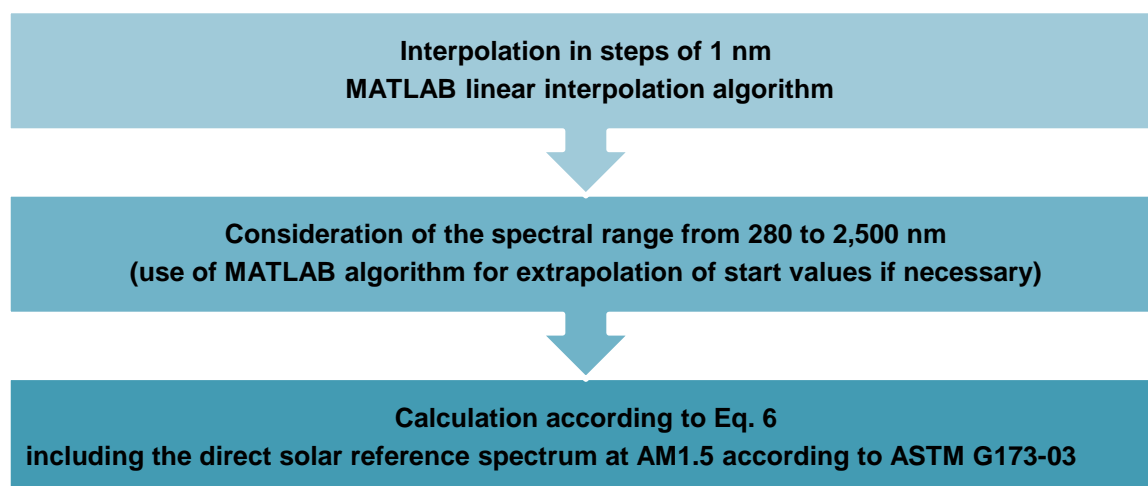 Interpolation in steps of 1 nm
MATLAB linear interpolation algorithm
Consideration of the spectral range from 280 to 2,500 nm
(use of MATLAB algorithm for extrapolation of start values if necessary)
Calculation according to Eq. 6
including the direct solar reference spectrum at AM1.5 according to ASTM G173-03